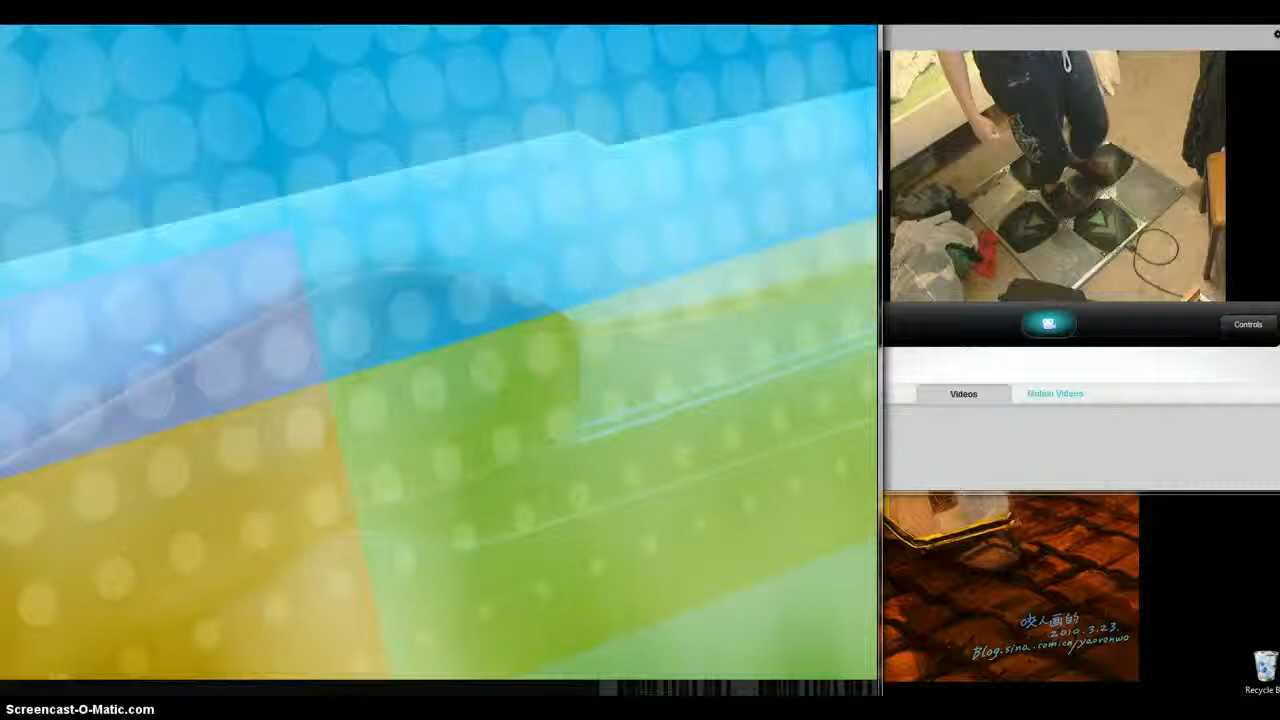 Controls
Videos
Motion Videos
咬人画的
2010.3.23.
Blog.sina.com.cn/yaorenwo
Recycle B
Screencast-O-Matic.com